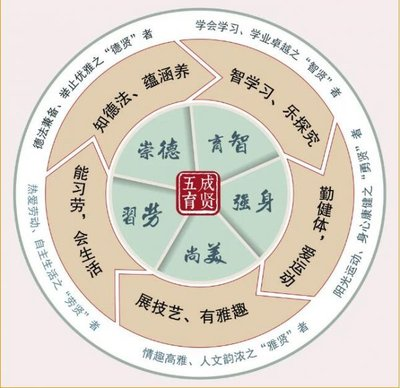 德法兼备、举止优雅之“德贤”者
学会学习、学业卓越之“智贤”者
阳光运动、身心康健之“勇贤”者
情趣高雅、人文韵浓之“雅贤”者
热爱劳动、自主生活之“劳贤”者
知德法、蕴涵养
智学习、乐探究
勤健体，爱运动
展技艺、有雅趣
能习劳，会生活
崇德
育智
强身
尚美
習劳
五育
成贤